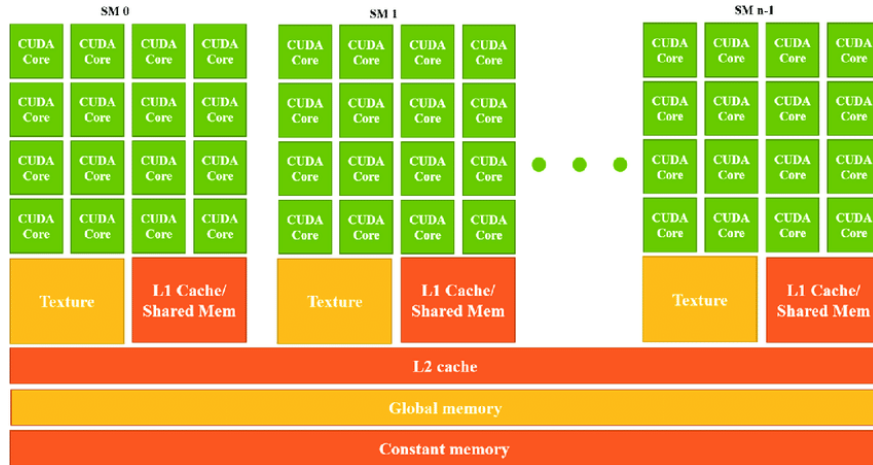 SM 0
SM 1
SM n-1
CUDA CUDA CUDA CUDA CUDA CUDA CUDA CUDA CUDA CUDA CUDA CUDA
Core Core Core Core Core Core Core Core Core Core Core Core
CUDA CUDA CUDA CUDA CUDA CUDA CUDA CUDA CUDA CUDA CUDA CUDA
Core Core Core Core Core Core Core Core Core Core Core Core
CUDA CUDA CUDA CUDA CUDA CUDA CUDA CUDA CUDA CUDA CUDA CUDA
Core Core Core Core Core Core Core Core Core Core Core Core
CUDA CUDA CUDA CUDA CUDA CUDA CUDA CUDA CUDA CUDA CUDA CUDA
Core Core Core Core Core Core Core Core Core Core Core Core
Texture
L1 Cache/
Shared Mem
Texture
L1 Cache/
Shared Mem
Texture
L1 Cache/
Shared Mem
L2 cache
Global memory
Constant memory